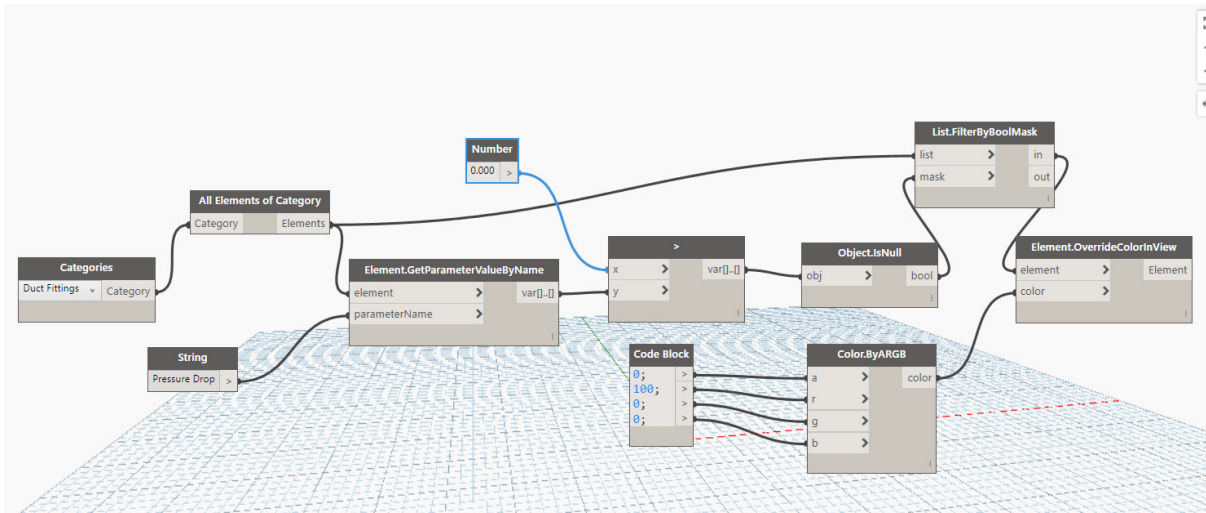 List.FilterByBoolMask
list > in
mask > out
Number
0.000 >
All Elements of Category
Category Elements
>
x > var[]..[]
y >
Object.IsNull
obj bool
Element.OverrideColorInView
element > Element
color >
Categories
Duct Fittings Category
Element.GetParameterValueByName
element > var[]..[]
parameterName >
String
Pressure Drop >
Code Block
0; >
100; >
0; >
0; >
Color.ByARGB
a > color
r >
g >
b >